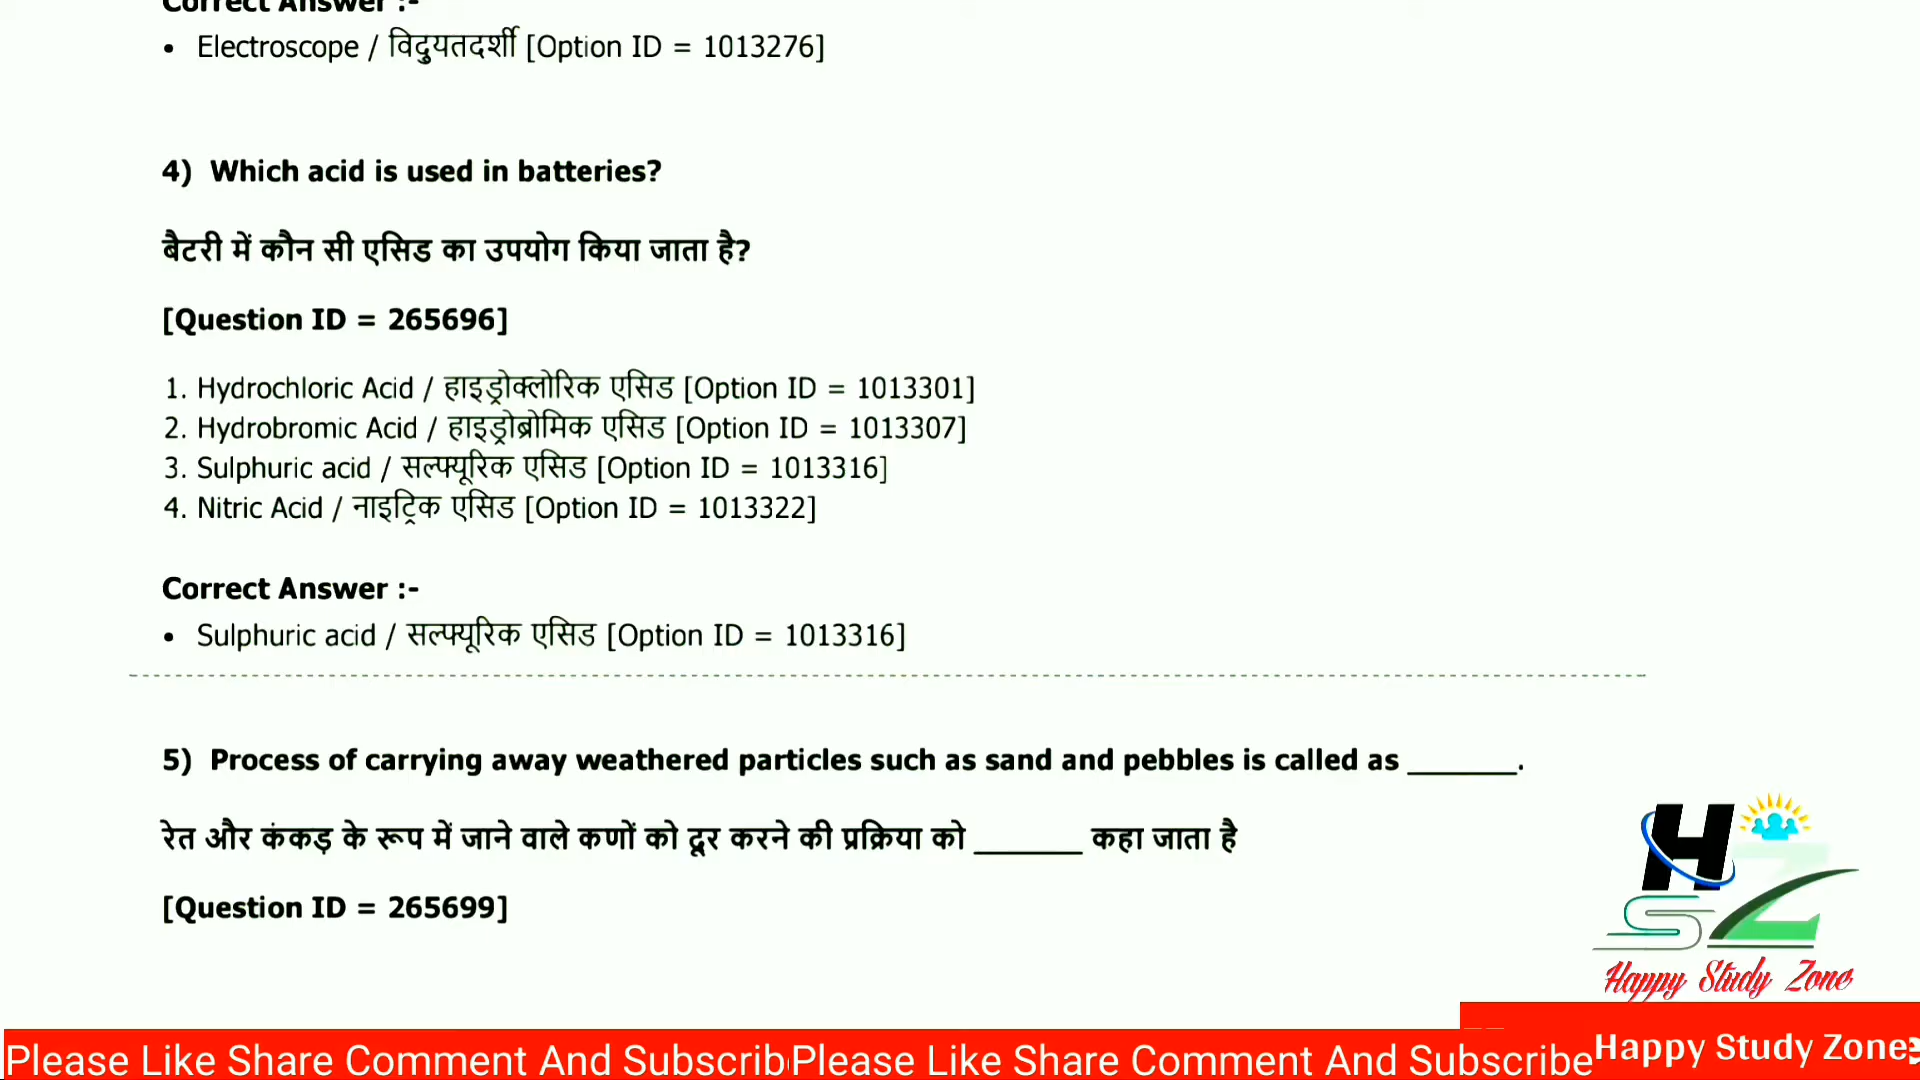 Correct Answer :-
• Electroscope / विद्युतदर्शी [Option ID = 1013276]
4) Which acid is used in batteries?
बैटरी में कौन सी एसिड का उपयोग किया जाता है?
[Question ID = 265696]
1. Hydrochloric Acid / हाइड्रोक्लोरिक एसिड [Option ID = 1013301]
2. Hydrobromic Acid / हाइड्रोब्रोमिक एसिड [Option ID = 1013307]
3. Sulphuric acid / सल्फ्यूरिक एसिड [Option ID = 1013316]
4. Nitric Acid / नाइट्रिक एसिड [Option ID = 1013322]
Correct Answer :-
• Sulphuric acid / सल्फ्यूरिक एसिड [Option ID = 1013316]
5) Process of carrying away weathered particles such as sand and pebbles is called as _______.
रेत और कंकड़ के रूप में जाने वाले कणों को दूर करने की प्रक्रिया को _______ कहा जाता है
[Question ID = 265699]
HSZ
Happy Study Zone
Please Like Share Comment And Subscrib
Please Like Share Comment And Subscribe
Happy Study Zone